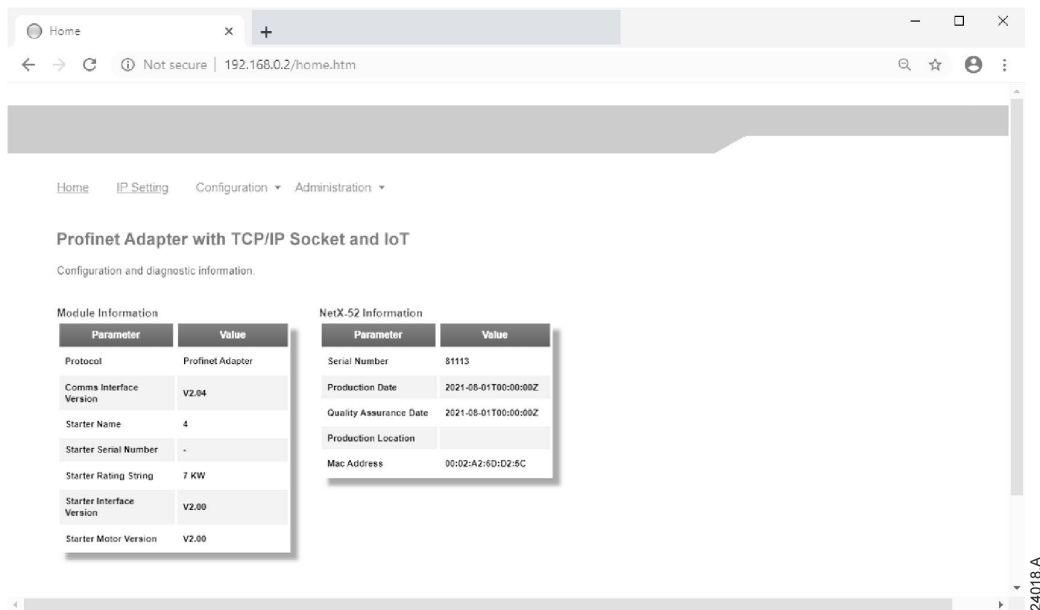 Home
Not secure | 192.168.0.2/home.htm
Home IP Setting Configuration Administration
Profinet Adapter with TCP/IP Socket and IoT
Configuration and diagnostic information.
Module Information
Parameter Value
Protocol Profinet Adapter
Comms Interface
Version V2.04
Starter Name 4
Starter Serial Number -
Starter Rating String 7 KW
Starter Interface
Version V2.00
Starter Motor Version V2.00
NetX-52 Information
Parameter Value
Serial Number 81113
Production Date 2021-08-01T00:00:00Z
Quality Assurance Date 2021-08-01T00:00:00Z
Production Location
Mac Address 00:02:A2:6D:D2:5C
24018.A